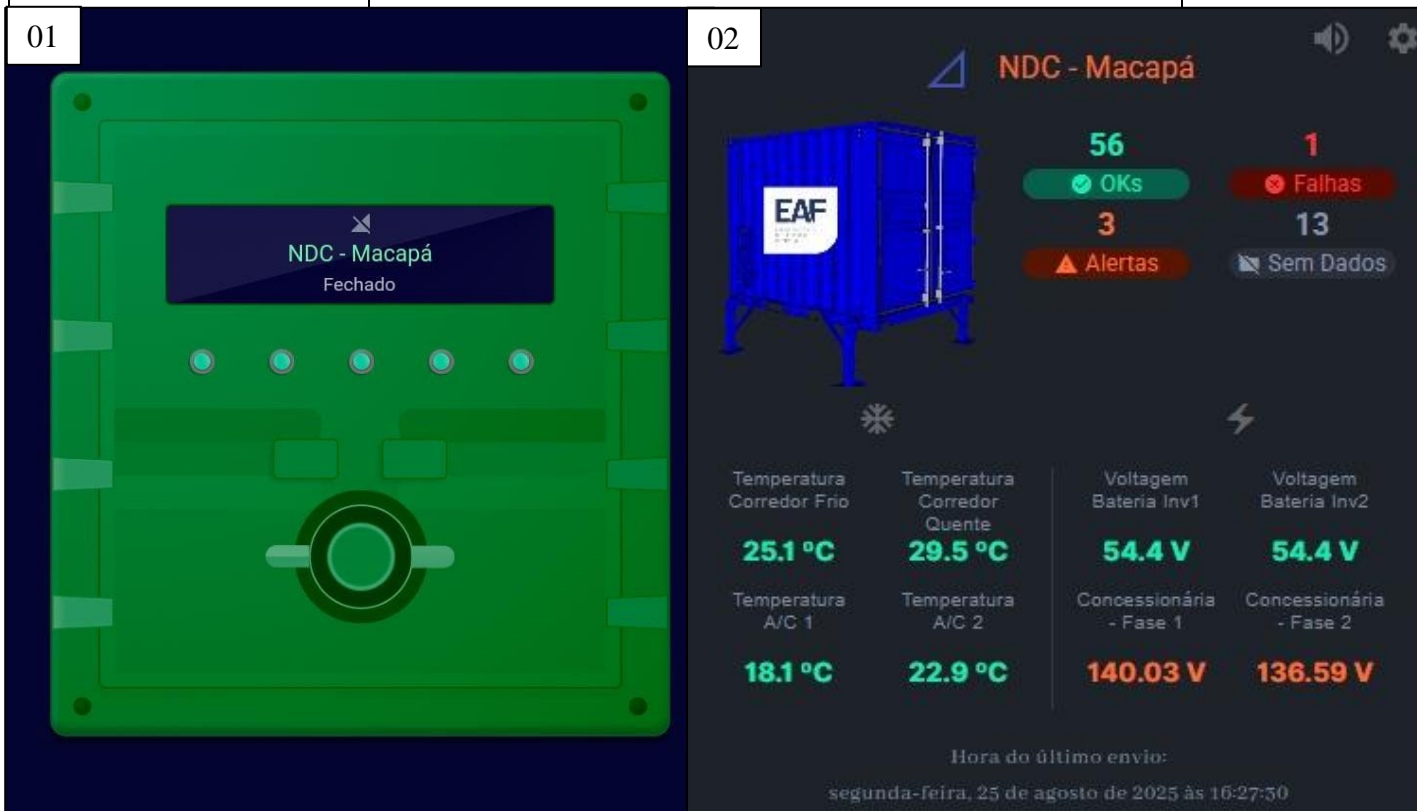 01
NDC - Macapá
Fechado
02
NDC - Macapá
56
1
OKs
Falhas
3
13
Alertas
Sem Dados
EAF
Temperatura
Corredor Frio
25.1 °C
Temperatura
Corredor
Quente
29.5 °C
Voltagem
Bateria Inv1
54.4 V
Voltagem
Bateria Inv2
54.4 V
Temperatura
A/C 1
18.1 °C
Temperatura
A/C 2
22.9 °C
Concessionária
- Fase 1
140.03 V
Concessionária
- Fase 2
136.59 V
Hora do último envio:
segunda-feira, 25 de agosto de 2025 às 16:27:30